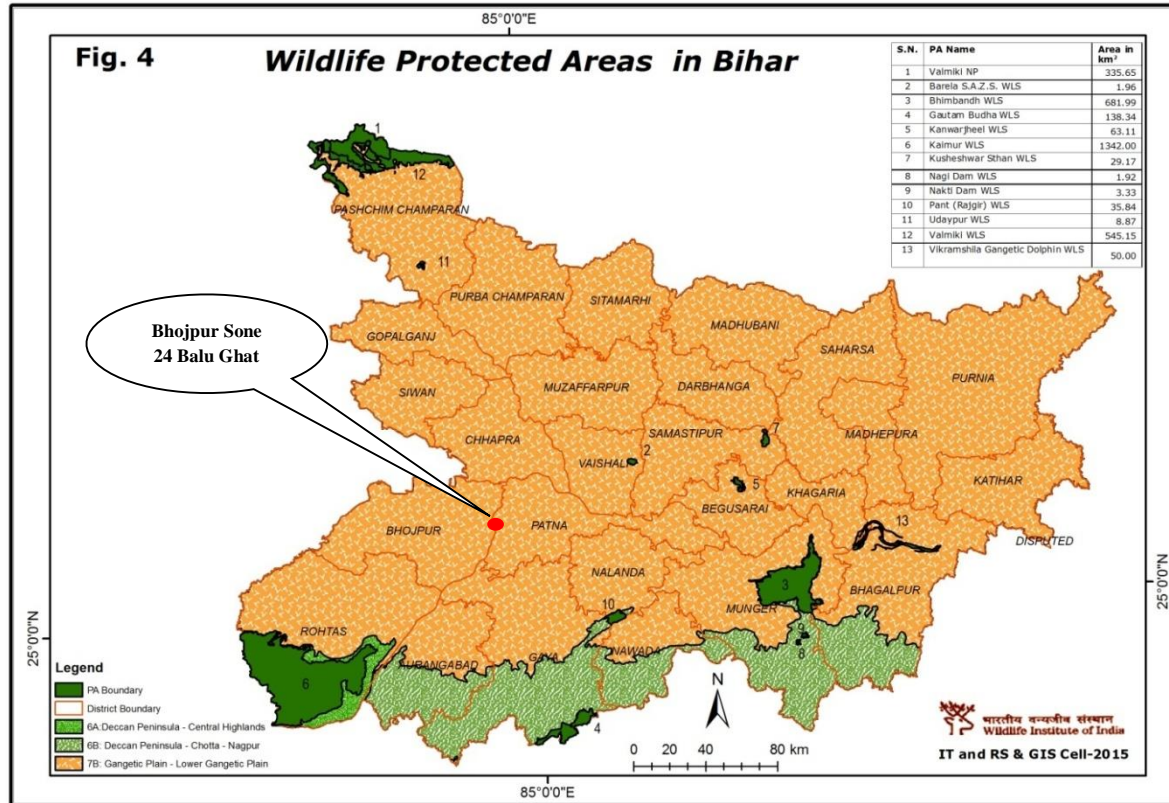 85°0'0"E
Fig. 4
Wildlife Protected Areas in Bihar
S.N. PA Name Area in km²
1 Valmiki NP 335.65
2 Barela S.A.Z.S. WLS 1.96
3 Bhimbandh WLS 681.99
4 Gautam Budha WLS 138.34
5 Kanwarjheel WLS 63.11
6 Kaimur WLS 1342.00
7 Kusheshwar Sthan WLS 29.17
8 Nagi Dam WLS 1.92
9 Nakti Dam WLS 3.33
10 Pant (Rajgir) WLS 35.84
11 Udaypur WLS 8.87
12 Valmiki WLS 545.15
13 Vikramshila Gangetic Dolphin WLS 50.00
1
12
PASHCHIM CHAMPARAN
11
PURBA CHAMPARAN
SITAMARHI
MADHUBANI
Bhojpur Sone
24 Balu Ghat
GOPALGANJ
SAHARSA
PURNIA
SIWAN
MUZAFFARPUR
DARBHANGA
CHHAPRA
SAMASTIPUR
7
MADHEPURA
VAISHALI
2
5
KHAGARIA
KATIHAR
BEGUSARAI
BHOJPUR
PATNA
13
DISPUTED
NALANDA
3
BHAGALPUR
10
MUNGER
ROHTAS
9
25°0'0"N
25°0'0"N
AURANGABAD
GAYA
NAWADA
8
6
4
N
Legend
PA Boundary
District Boundary
6A:Deccan Peninsula - Central Highlands
6B: Deccan Peninsula - Chotta - Nagpur
7B: Gangetic Plain - Lower Gangetic Plain
0 20 40 80 km
भारतीय वन्यजीव संस्थान
Wildlife Institute of India
IT and RS & GIS Cell-2015
85°0'0"E